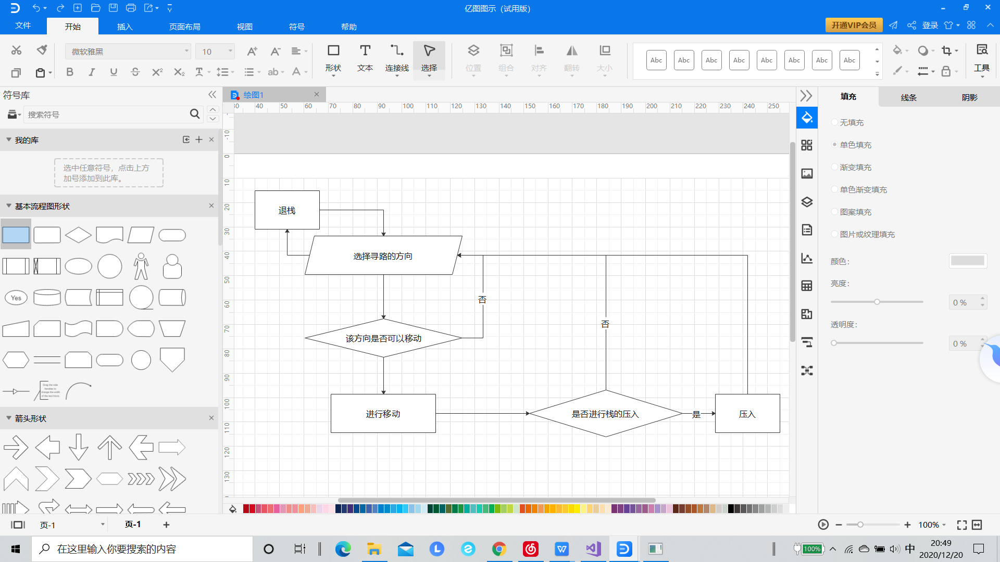 亿图图示（试用版）
文件
开始
插入
页面布局
视图
符号
帮助
开通VIP会员
登录
微软雅黑
10
形状
文本
连接线
选择
位置
组合
对齐
翻转
大小
Abc
Abc
Abc
Abc
Abc
Abc
Abc
Abc
工具
符号库
搜索符号
我的库
选中任意符号，点击上方
加号添加到此库。
基本流程图形状
Yes
Drag the side
handles to
change the width
of the text block.
箭头形状
绘图1
30 40 50 60 70 80 90 100 110 120 130 140 150 160 170 180 190 200 210 220 230 240 250
-10
0
10
20
30
40
50
60
70
80
90
100
110
120
130
退栈
选择寻路的方向
否
否
该方向是否可以移动
进行移动
是否进行栈的压入
是
压入
填充
线条
阴影
无填充
单色填充
渐变填充
单色渐变填充
图案填充
图片或纹理填充
颜色:
亮度:
0 %
透明度:
0 %
页-1
页-1
100%
在这里输入你要搜索的内容
100%
中
20:49
2020/12/20